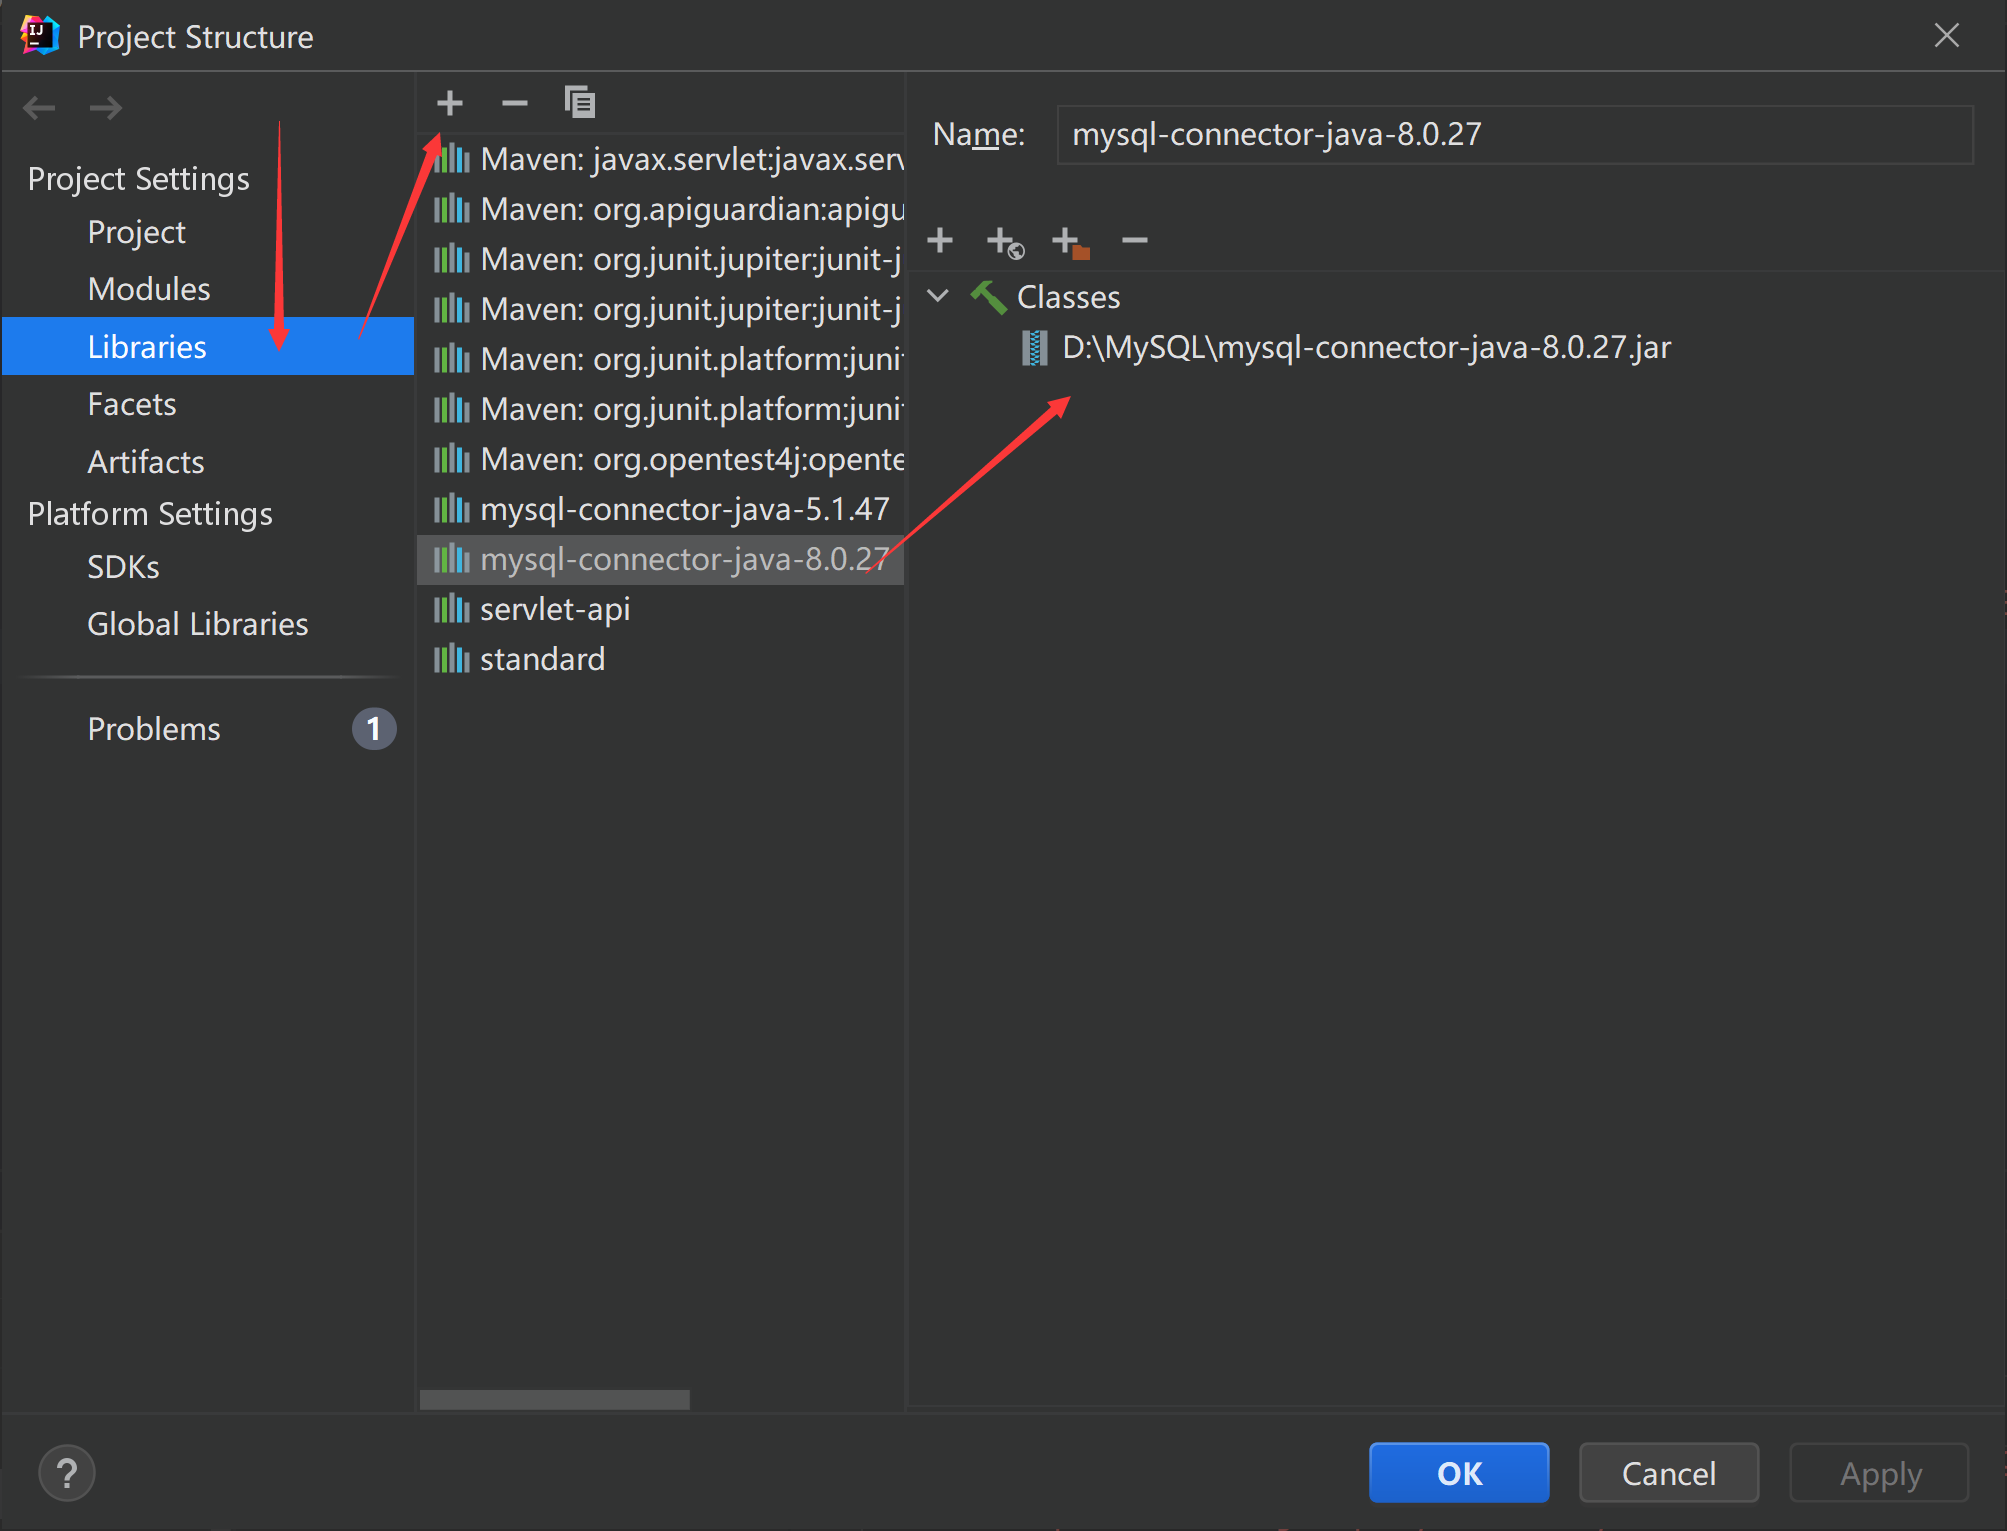 Project Structure
Project Settings
Project
Modules
Libraries
Facets
Artifacts
Platform Settings
SDKs
Global Libraries
Problems
1
Maven: javax.servlet:javax.serv
Maven: org.apiguardian:apigu
Maven: org.junit.jupiter:junit-j
Maven: org.junit.jupiter:junit-j
Maven: org.junit.platform:juni
Maven: org.junit.platform:juni
Maven: org.opentest4j:opente
mysql-connector-java-5.1.47
mysql-connector-java-8.0.27
servlet-api
standard
Name:
mysql-connector-java-8.0.27
Classes
D:\MySQL\mysql-connector-java-8.0.27.jar
?
OK
Cancel
Apply